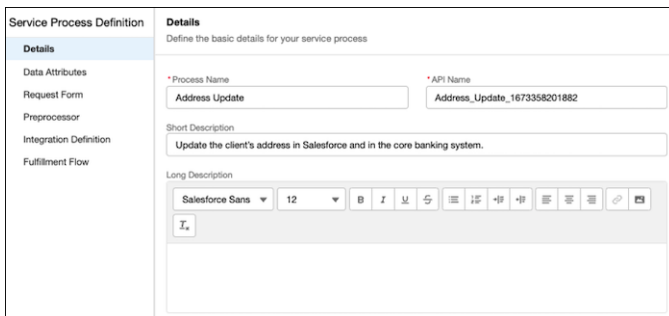 Service Process Definition
Details
Data Attributes
Request Form
Preprocessor
Integration Definition
Fulfillment Flow
Details
Define the basic details for your service process
*Process Name
Address Update
*API Name
Address_Update_1673358201882
Short Description
Update the client's address in Salesforce and in the core banking system.
Long Description
Salesforce Sans
12
B I U S
Tx